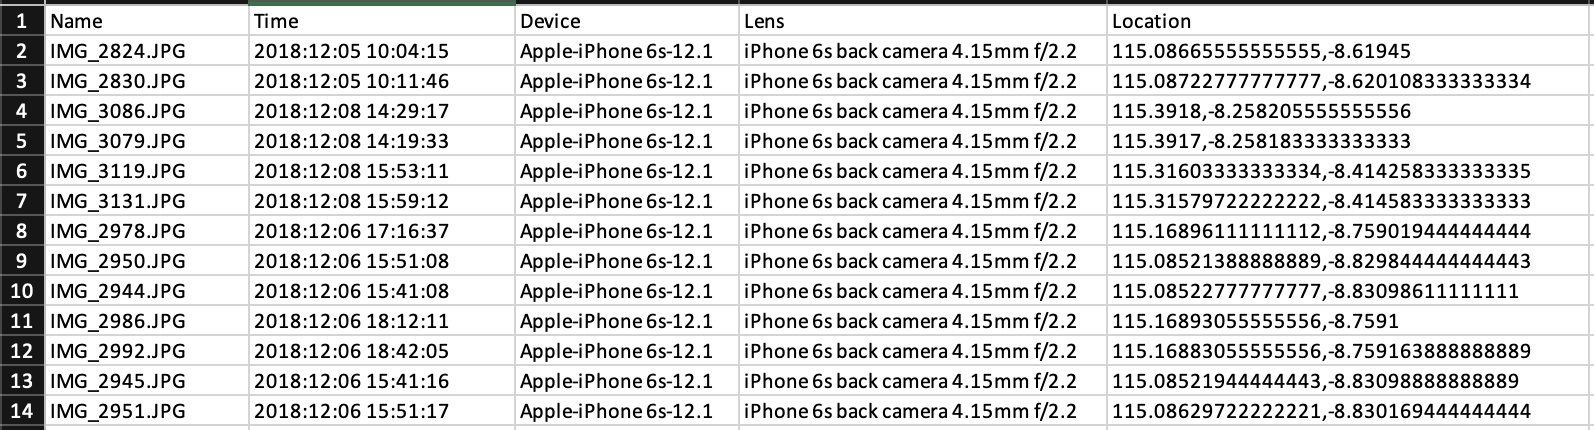 1 Name Time Device Lens Location
2 IMG_2824.JPG 2018:12:05 10:04:15 Apple-iPhone 6s-12.1 iPhone 6s back camera 4.15mm f/2.2 115.08665555555555,-8.61945
3 IMG_2830.JPG 2018:12:05 10:11:46 Apple-iPhone 6s-12.1 iPhone 6s back camera 4.15mm f/2.2 115.08722777777777,-8.620108333333334
4 IMG_3086.JPG 2018:12:08 14:29:17 Apple-iPhone 6s-12.1 iPhone 6s back camera 4.15mm f/2.2 115.3918,-8.258205555555556
5 IMG_3079.JPG 2018:12:08 14:19:33 Apple-iPhone 6s-12.1 iPhone 6s back camera 4.15mm f/2.2 115.3917,-8.258183333333333
6 IMG_3119.JPG 2018:12:08 15:53:11 Apple-iPhone 6s-12.1 iPhone 6s back camera 4.15mm f/2.2 115.31603333333334,-8.414258333333335
7 IMG_3131.JPG 2018:12:08 15:59:12 Apple-iPhone 6s-12.1 iPhone 6s back camera 4.15mm f/2.2 115.31579722222222,-8.414583333333333
8 IMG_2978.JPG 2018:12:06 17:16:37 Apple-iPhone 6s-12.1 iPhone 6s back camera 4.15mm f/2.2 115.16896111111112,-8.759019444444444
9 IMG_2950.JPG 2018:12:06 15:51:08 Apple-iPhone 6s-12.1 iPhone 6s back camera 4.15mm f/2.2 115.08521388888889,-8.829844444444443
10 IMG_2944.JPG 2018:12:06 15:41:08 Apple-iPhone 6s-12.1 iPhone 6s back camera 4.15mm f/2.2 115.08522777777777,-8.83098611111111
11 IMG_2986.JPG 2018:12:06 18:12:11 Apple-iPhone 6s-12.1 iPhone 6s back camera 4.15mm f/2.2 115.16893055555556,-8.7591
12 IMG_2992.JPG 2018:12:06 18:42:05 Apple-iPhone 6s-12.1 iPhone 6s back camera 4.15mm f/2.2 115.16883055555556,-8.759163888888889
13 IMG_2945.JPG 2018:12:06 15:41:16 Apple-iPhone 6s-12.1 iPhone 6s back camera 4.15mm f/2.2 115.08521944444443,-8.83098888888889
14 IMG_2951.JPG 2018:12:06 15:51:17 Apple-iPhone 6s-12.1 iPhone 6s back camera 4.15mm f/2.2 115.08629722222221,-8.830169444444444